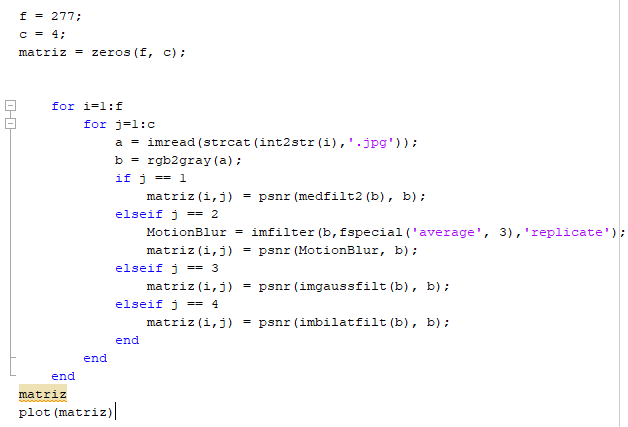 f = 277;
c = 4;
matriz = zeros(f, c);
for i=1:f
for j=1:c
a = imread(strcat(int2str(i),'.jpg'));
b = rgb2gray(a);
if j == 1
matriz(i,j) = psnr(medfilt2(b), b);
elseif j == 2
MotionBlur = imfilter(b,fspecial('average', 3),'replicate');
matriz(i,j) = psnr(MotionBlur, b);
elseif j == 3
matriz(i,j) = psnr(imgaussfilt(b), b);
elseif j == 4
matriz(i,j) = psnr(imbilatfilt(b), b);
end
end
end
matriz
plot(matriz)